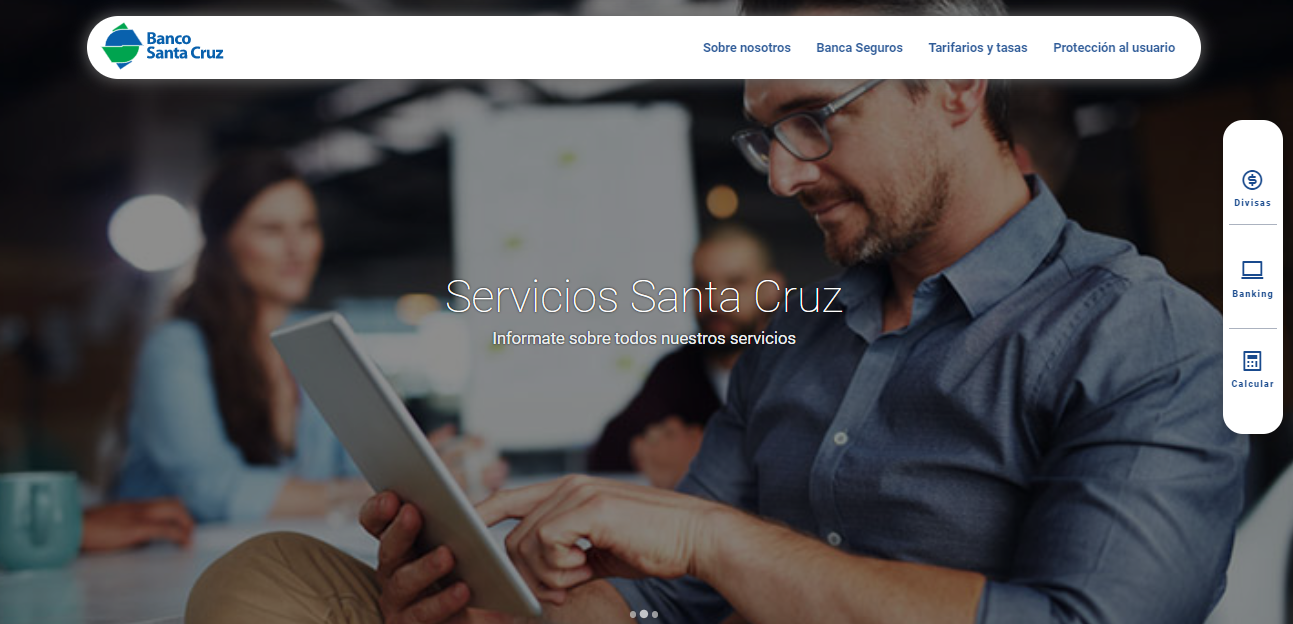 Banco
Santa Cruz
Sobre nosotros
Banca Seguros
Tarifarios y tasas
Protección al usuario
Divisas
Banking
Calcular
Servicios Santa Cruz
Informate sobre todos nuestros servicios